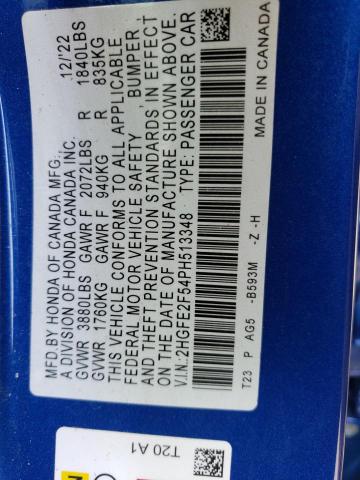 MFD.BY HONDA OF CANADA MFG. 12/'22
A DIVISION OF HONDA CANADA INC.
GVWR 3880LBS GAWR F 2072LBS R 1840LBS
GVWR 1760KG GAWR F 940KG R 835KG
THIS VEHICLE CONFORMS TO ALL APPLICABLE
FEDERAL MOTOR VEHICLE SAFETY, BUMPER,
AND THEFT PREVENTION STANDARDS IN EFFECT
ON THE DATE OF MANUFACTURE SHOWN ABOVE.
V.I.N.:2HGFE2F54PH513348 TYPE: PASSENGER CAR
T23 P AG5 -B593M -Z -H MADE IN CANADA
T20 A1